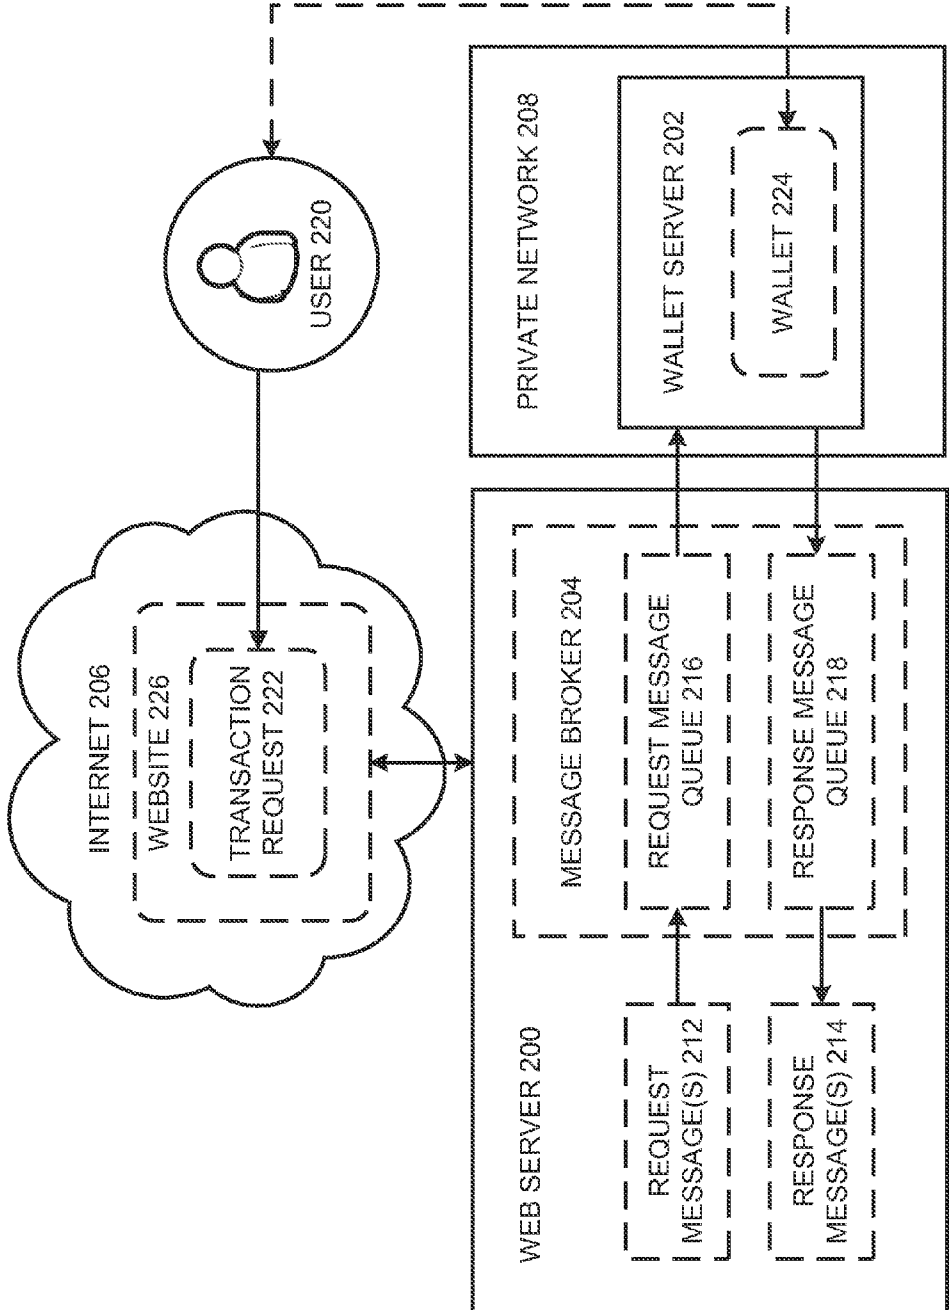 INTERNET 206
WEBSITE 226
TRANSACTION
REQUEST 222
USER 220
WEB SERVER 200
MESSAGE BROKER 204
REQUEST
MESSAGE(S) 212
REQUEST MESSAGE
QUEUE 216
RESPONSE
MESSAGE(S) 214
RESPONSE MESSAGE
QUEUE 218
PRIVATE NETWORK 208
WALLET SERVER 202
WALLET 224